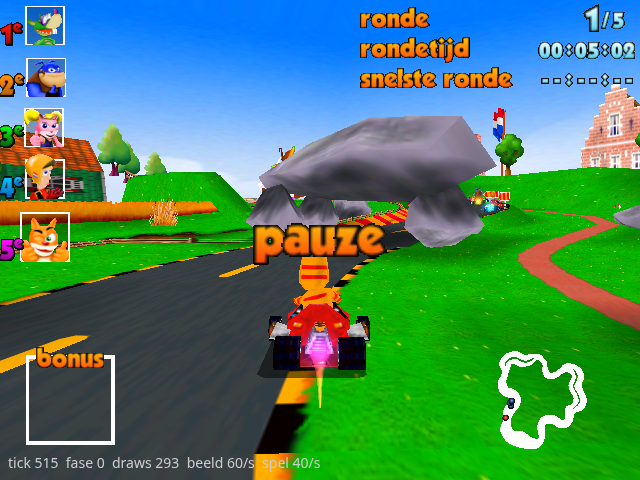 1e
2e
3e
4e
5e
ronde 1/5
rondetijd 00:05:02
snelste ronde --:--:--
pauze
bonus
tick 515 fase 0 draws 293 beeld 60/s spel 40/s